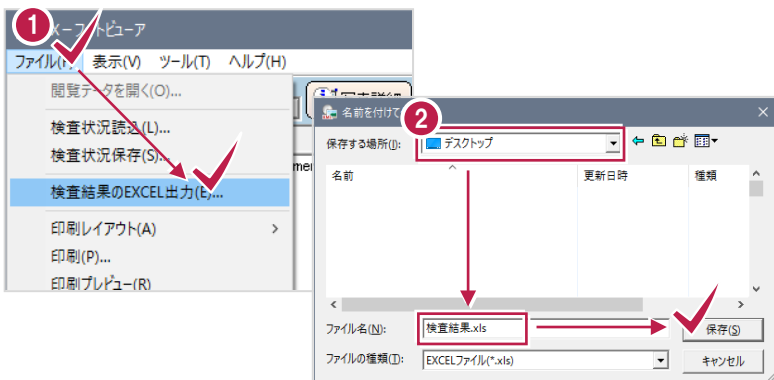 1
トビューア
ファイル(F) 表示(V) ツール(T) ヘルプ(H)
閲覧データを開く(O)...
検査状況読込(L)...
検査状況保存(S)...
検査結果のEXCEL出力(E)...
印刷レイアウト(A) >
印刷(P)...
印刷プレビュー(R)
2
名前を付けて
保存する場所(I): デスクトップ
名前 更新日時 種類
ファイル名(N): 検査結果.xls 保存(S)
ファイルの種類(T): EXCELファイル(*.xls) キャンセル